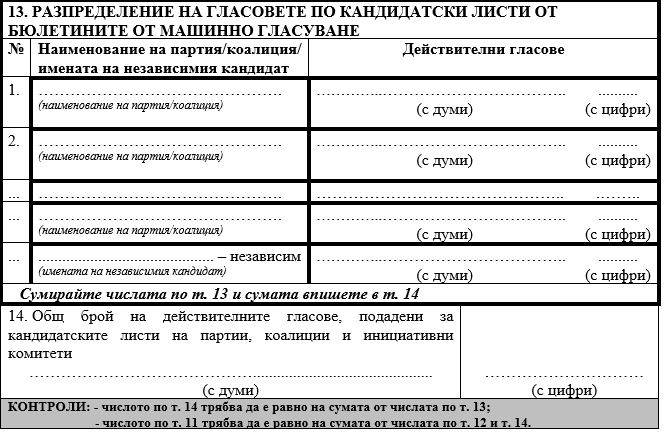 13. РАЗПРЕДЕЛЕНИЕ НА ГЛАСОВЕТЕ ПО КАНДИДАТСКИ ЛИСТИ ОТ
БЮЛЕТИНИТЕ ОТ МАШИННО ГЛАСУВАНЕ
№ Наименование на партия/коалиция/ Действителни гласове
имената на независимия кандидат
1. ………………………………… ………………………………… ..........
(наименование на партия/коалиция) (с думи) (с цифри)
2. ………………………………… ………………………………… ..........
(наименование на партия/коалиция) (с думи) (с цифри)
... ………………………………… ………………………………… ..........
... ………………………………… ………………………………… ..........
(наименование на партия/коалиция) (с думи) (с цифри)
... ………………………… – независим ………………………………… ..........
(имената на независимия кандидат) (с думи) (с цифри)
Сумирайте числата по т. 13 и сумата впишете в т. 14
14. Общ брой на действителните гласове, подадени за
кандидатските листи на партии, коалиции и инициативни
комитети
………………………………………………… …………………
(с думи) (с цифри)
КОНТРОЛИ: - числото по т. 14 трябва да е равно на сумата от числата по т. 13;
- числото по т. 11 трябва да е равно на сумата от числата по т. 12 и т. 14.